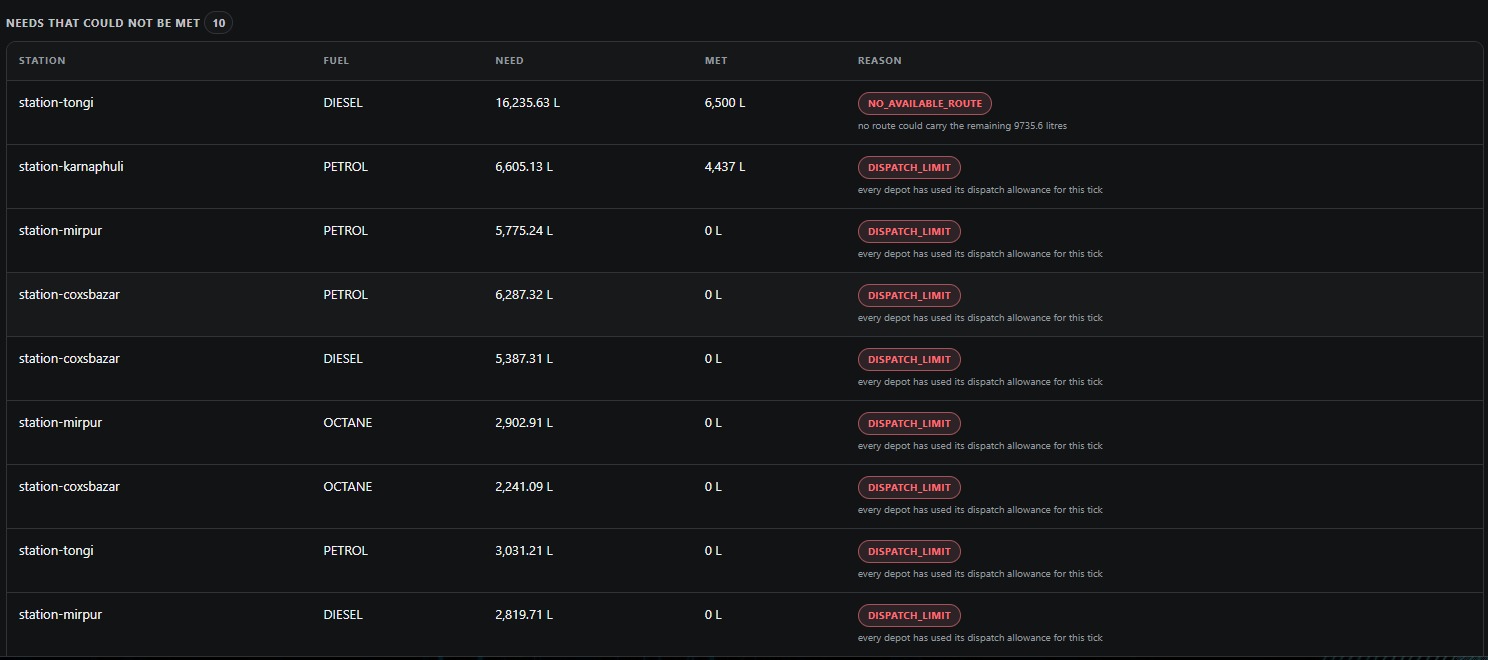 NEEDS THAT COULD NOT BE MET 10
STATION FUEL NEED MET REASON
station-tongi DIESEL 16,235.63 L 6,500 L NO_AVAILABLE_ROUTE
no route could carry the remaining 9735.6 litres
station-karnaphuli PETROL 6,605.13 L 4,437 L DISPATCH_LIMIT
every depot has used its dispatch allowance for this tick
station-mirpur PETROL 5,775.24 L 0 L DISPATCH_LIMIT
every depot has used its dispatch allowance for this tick
station-coxsbazar PETROL 6,287.32 L 0 L DISPATCH_LIMIT
every depot has used its dispatch allowance for this tick
station-coxsbazar DIESEL 5,387.31 L 0 L DISPATCH_LIMIT
every depot has used its dispatch allowance for this tick
station-mirpur OCTANE 2,902.91 L 0 L DISPATCH_LIMIT
every depot has used its dispatch allowance for this tick
station-coxsbazar OCTANE 2,241.09 L 0 L DISPATCH_LIMIT
every depot has used its dispatch allowance for this tick
station-tongi PETROL 3,031.21 L 0 L DISPATCH_LIMIT
every depot has used its dispatch allowance for this tick
station-mirpur DIESEL 2,819.71 L 0 L DISPATCH_LIMIT
every depot has used its dispatch allowance for this tick